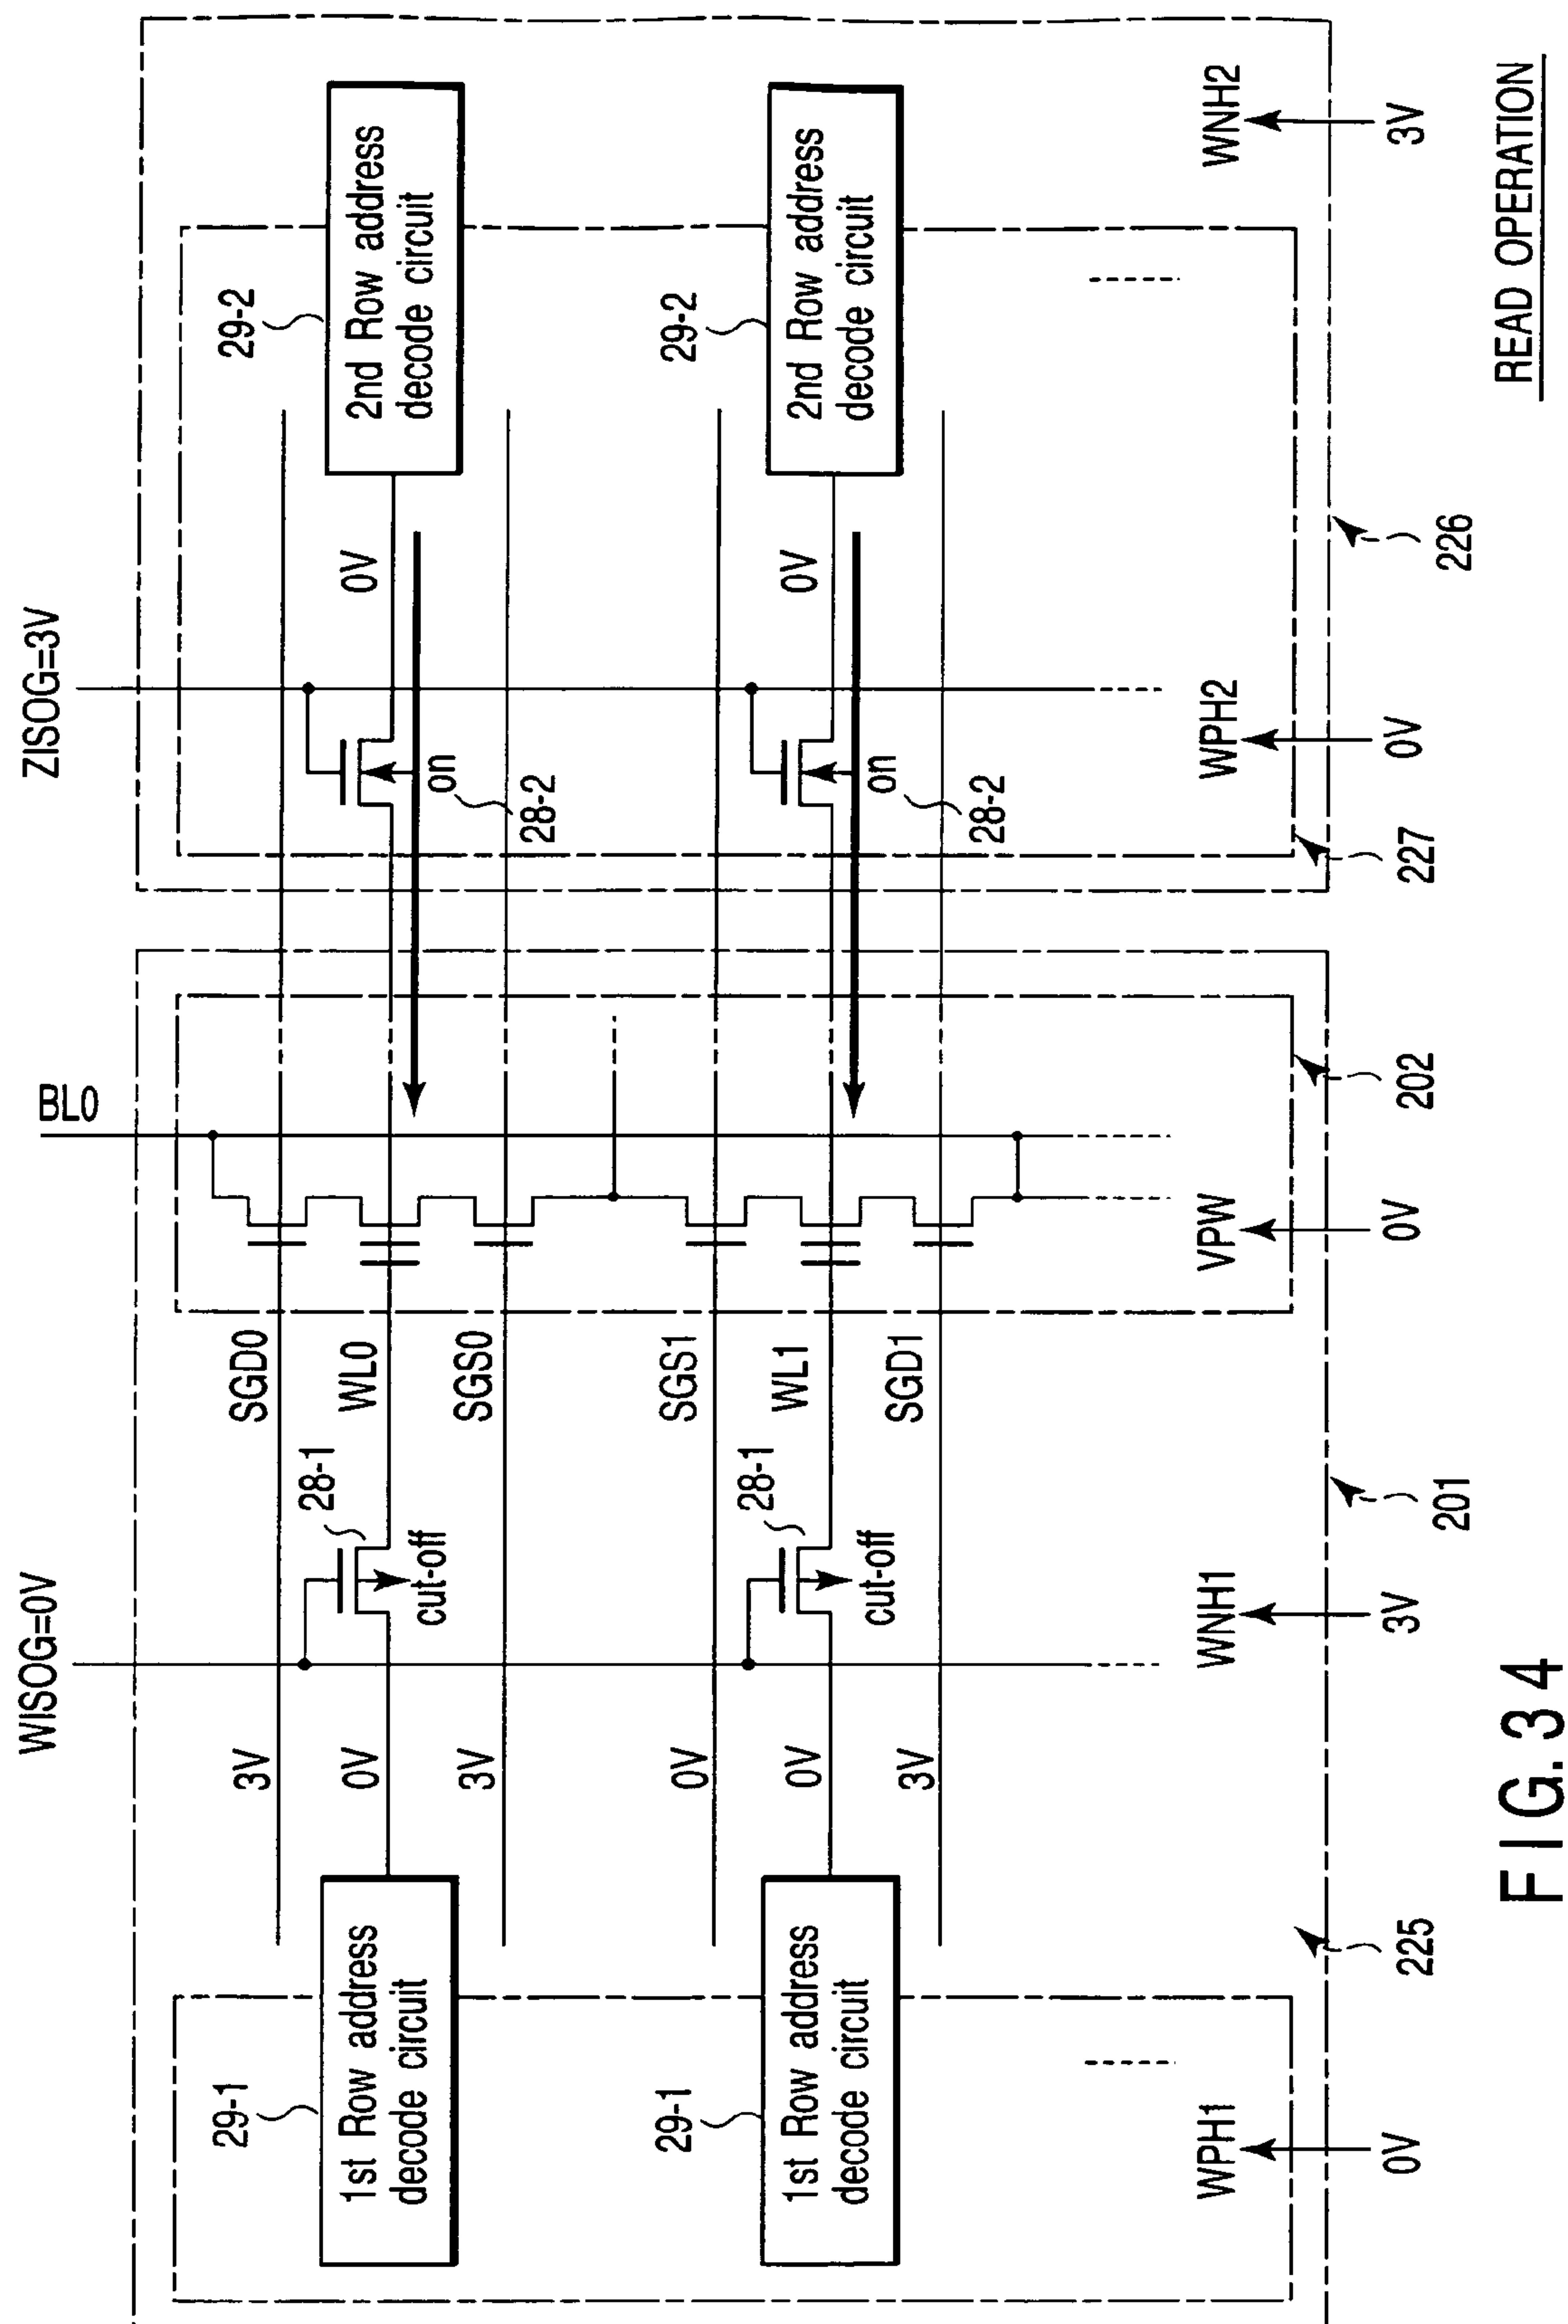 WISOG=0V
BL0
ZISOG=3V
29-1
1st Row address
decode circuit
3V
0V
3V
28-1
cut-off
SGD0
WL0
SGS0
on
28-2
0V
29-2
2nd Row address
decode circuit
29-1
1st Row address
decode circuit
0V
0V
3V
28-1
cut-off
SGS1
WL1
SGD1
on
28-2
0V
29-2
2nd Row address
decode circuit
WPH1
0V
WNH1
3V
VPW
0V
WPH2
0V
WNH2
3V
225
201
202
227
226
FIG. 34
READ OPERATION